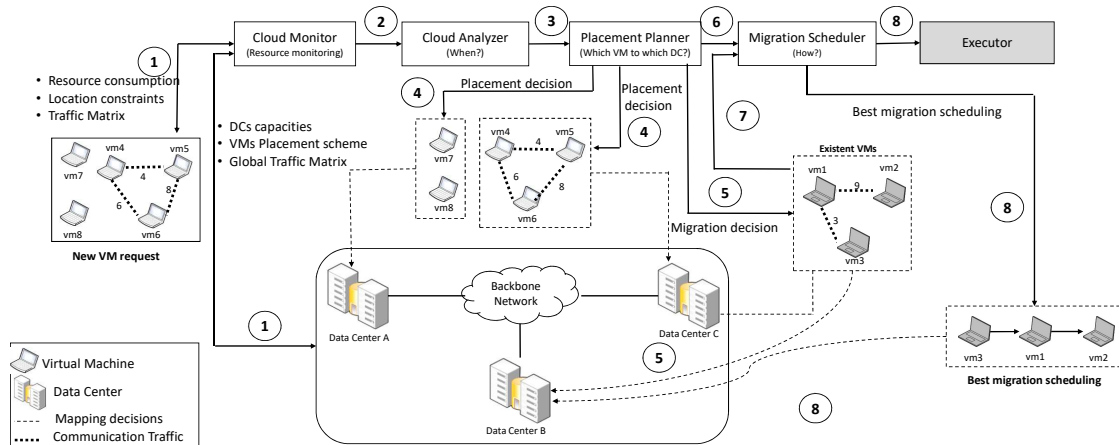 1
2
3
6
8
Cloud Monitor
(Resource monitoring)
Cloud Analyzer
(When?)
Placement Planner
(Which VM to which DC?)
Migration Scheduler
(How?)
Executor
• Resource consumption
• Location constraints
• Traffic Matrix
Placement decision
4
Placement decision
4
7
Best migration scheduling
• DCs capacities
• VMs Placement scheme
• Global Traffic Matrix
vm4
vm5
vm7
4
6
8
vm8
vm6
New VM request
vm7
vm8
vm4
vm5
4
6
8
vm6
5
Migration decision
Existent VMs
vm1
vm2
9
3
vm3
8
Backbone Network
Data Center A
Data Center C
Data Center B
1
5
8
vm3
vm1
vm2
Best migration scheduling
Virtual Machine
Data Center
Mapping decisions
Communication Traffic